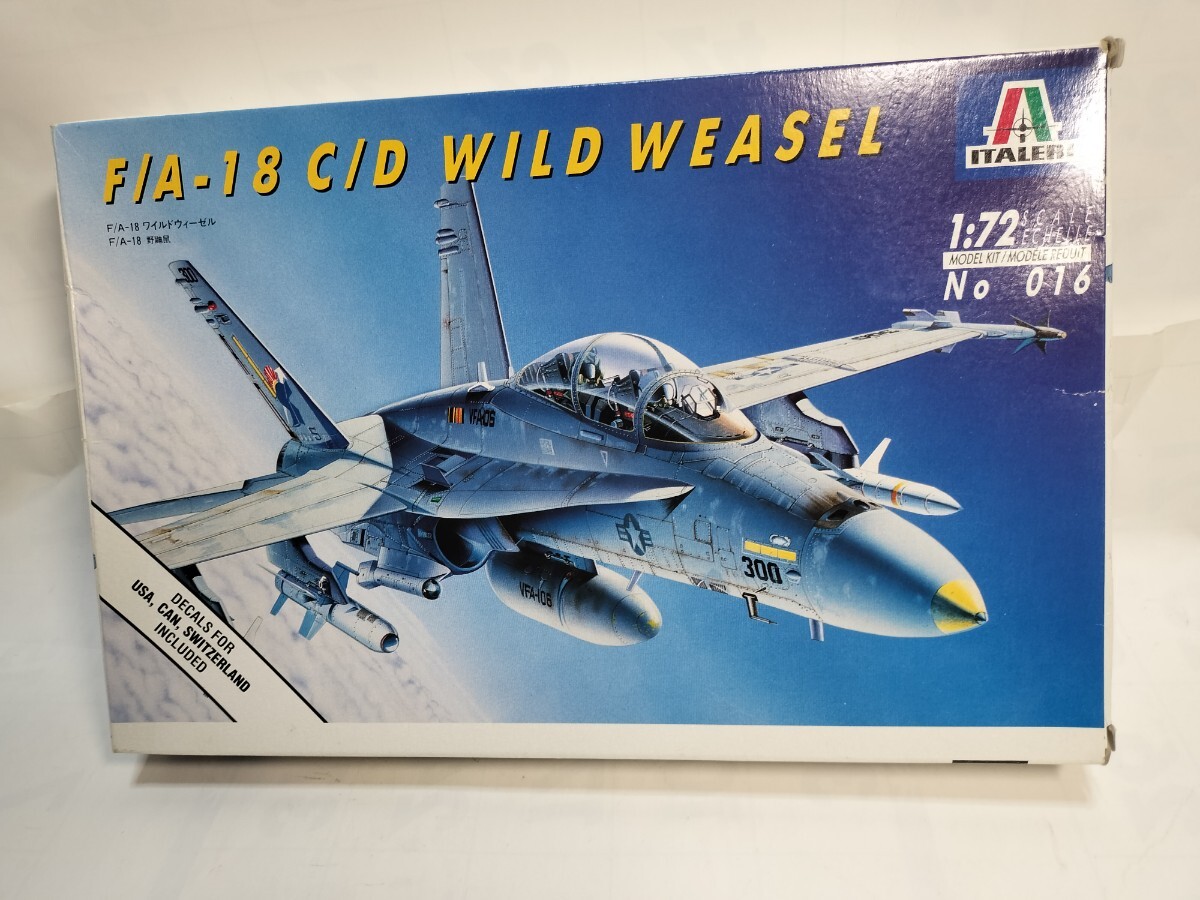 F/A-18 C/D WILD WEASEL
F/A-18 ワイルドウィーゼル
F/A-18 野鼬鼠
ITALERI
1:72 SCALE
ECHELLE
MODEL KIT/MODELE REDUIT
No 016
300
VFA-106
5
300
VFA-106
DECALS FOR
USA, CAN, SWITZERLAND
INCLUDED